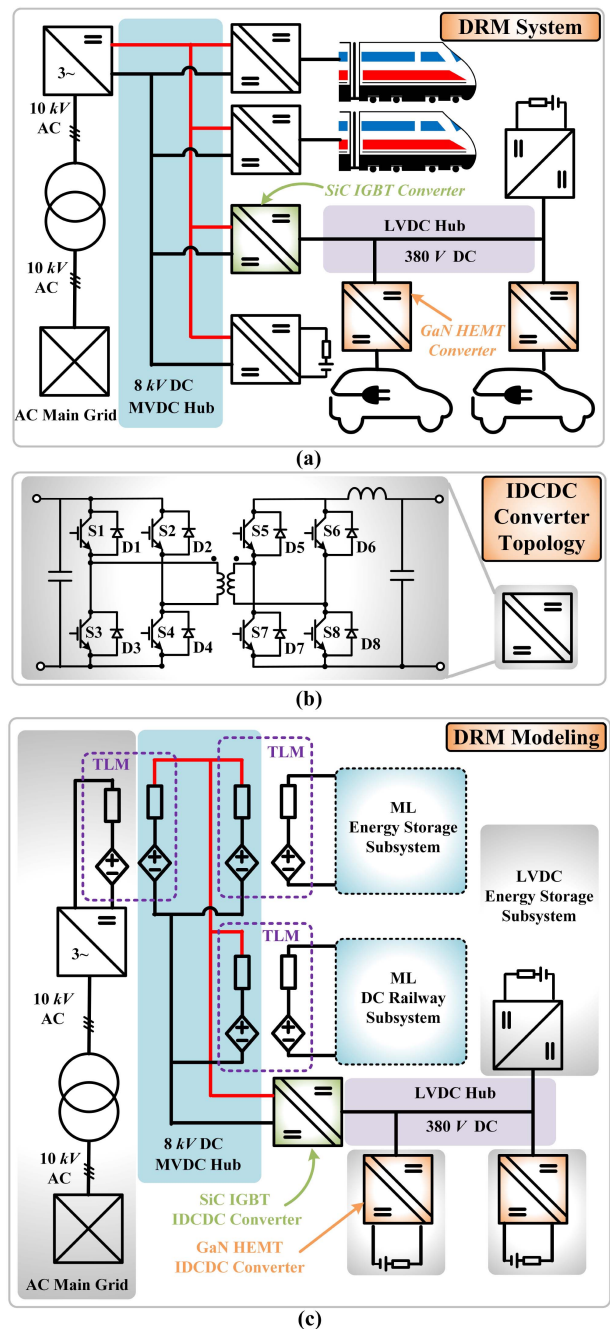 DRM System
3~
10 kV
AC
10 kV
AC
AC Main Grid
8 kV DC
MVDC Hub
SiC IGBT Converter
LVDC Hub
380 V DC
GaN HEMT
Converter
(a)
IDCDC
Converter
Topology
S1
D1
S2
D2
S5
D5
S6
D6
S3
D3
S4
D4
S7
D7
S8
D8
(b)
DRM Modeling
TLM
TLM
ML
Energy Storage
Subsystem
LVDC
Energy Storage
Subsystem
3~
TLM
ML
DC Railway
Subsystem
10 kV
AC
10 kV
AC
AC Main Grid
8 kV DC
MVDC Hub
LVDC Hub
380 V DC
SiC IGBT
IDCDC Converter
GaN HEMT
IDCDC Converter
(c)